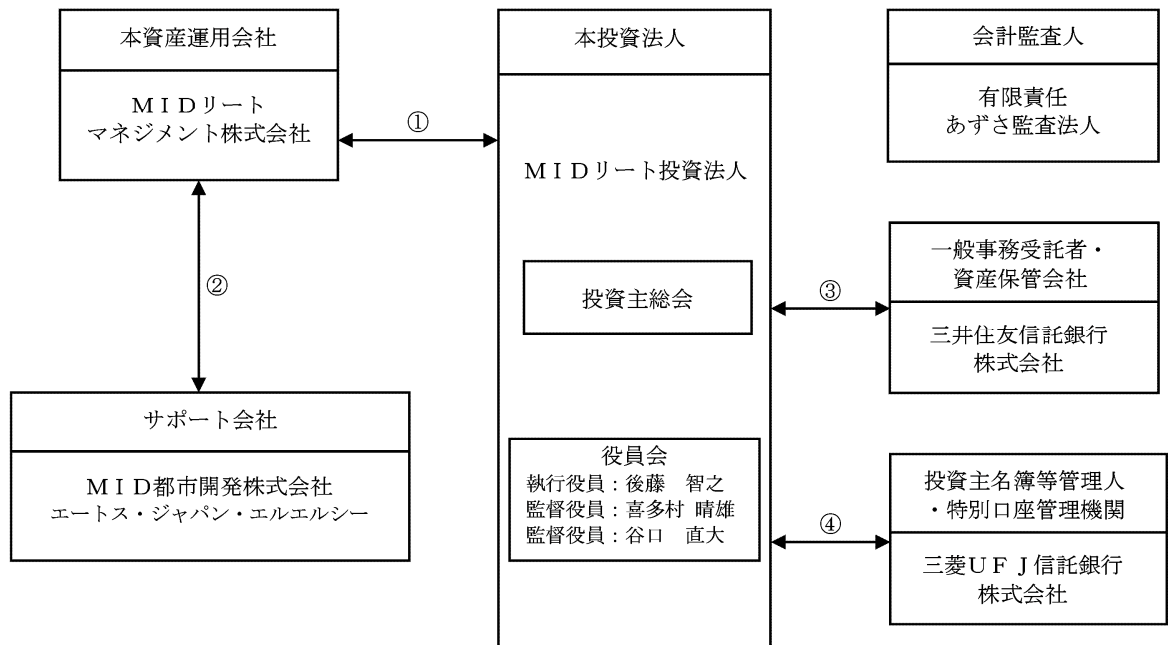 本資産運用会社
ＭＩＤリート
マネジメント株式会社
①
②
サポート会社
ＭＩＤ都市開発株式会社
エートス・ジャパン・エルエルシー
本投資法人
ＭＩＤリート投資法人
投資主総会
役員会
執行役員：後藤　智之
監督役員：喜多村 晴雄
監督役員：谷口　直大
会計監査人
有限責任
あずさ監査法人
③
一般事務受託者・
資産保管会社
三井住友信託銀行
株式会社
④
投資主名簿等管理人
・特別口座管理機関
三菱ＵＦＪ信託銀行
株式会社